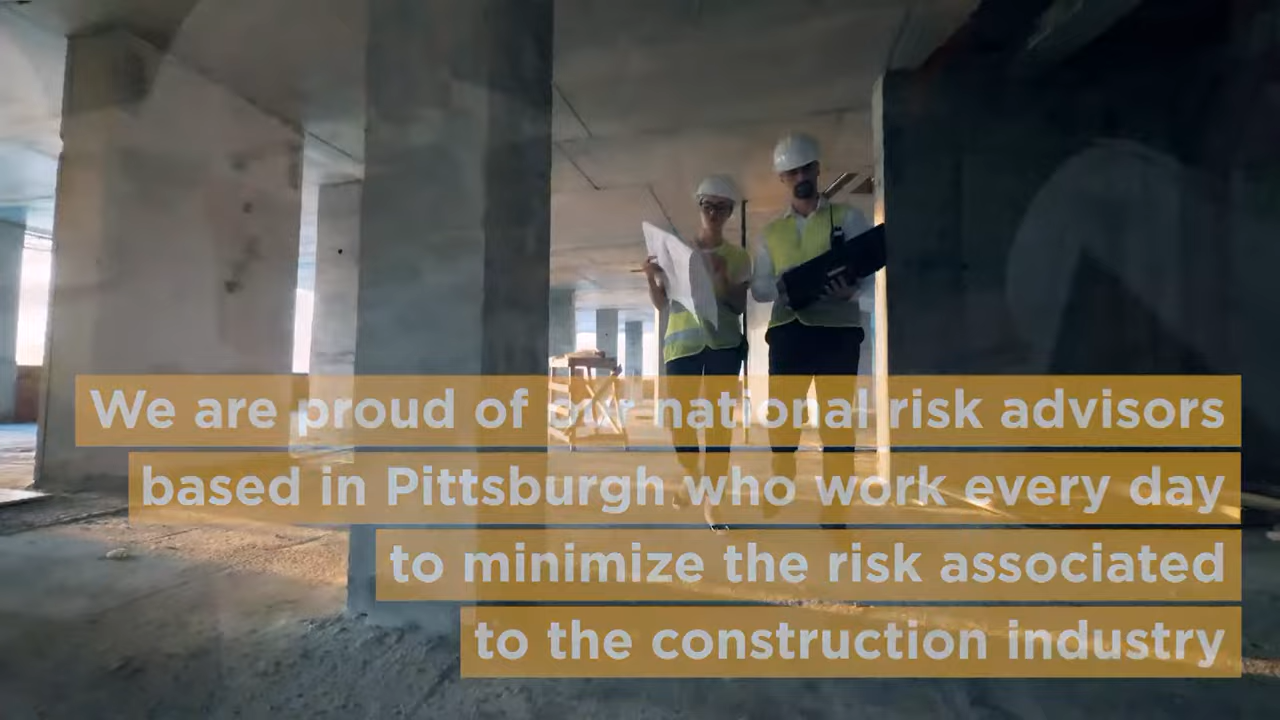 We are proud of our national risk advisors
based in Pittsburgh who work every day
to minimize the risk associated
to the construction industry